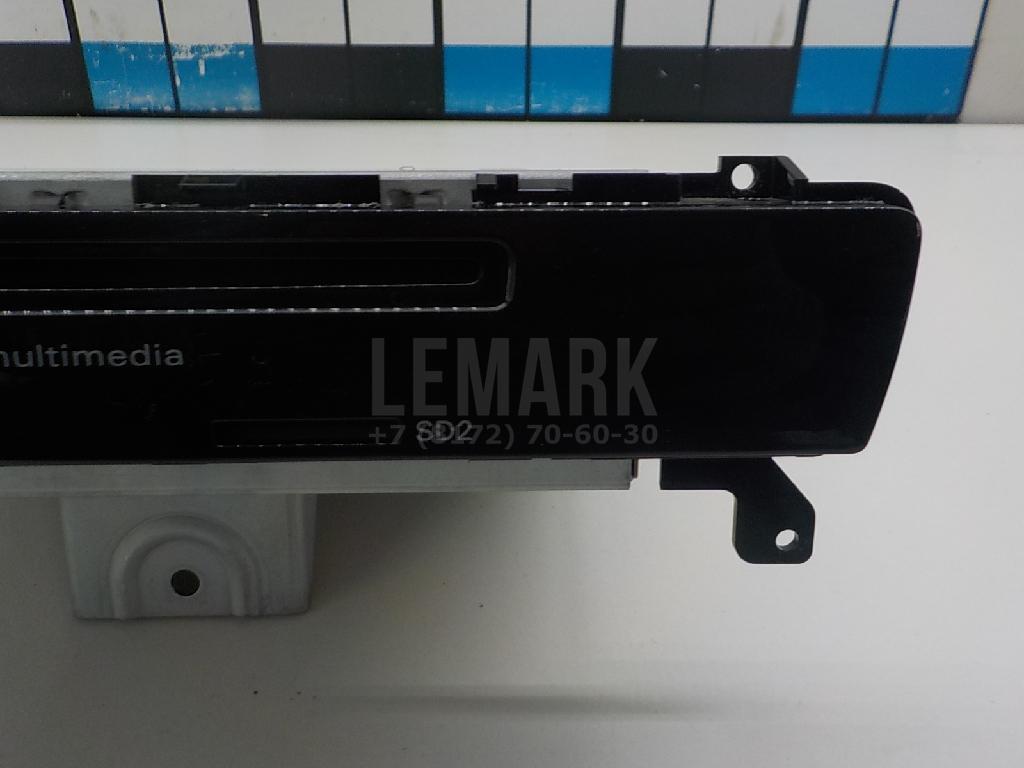 multimedia
LEMARK
SD2
+7 (8172) 70-60-30